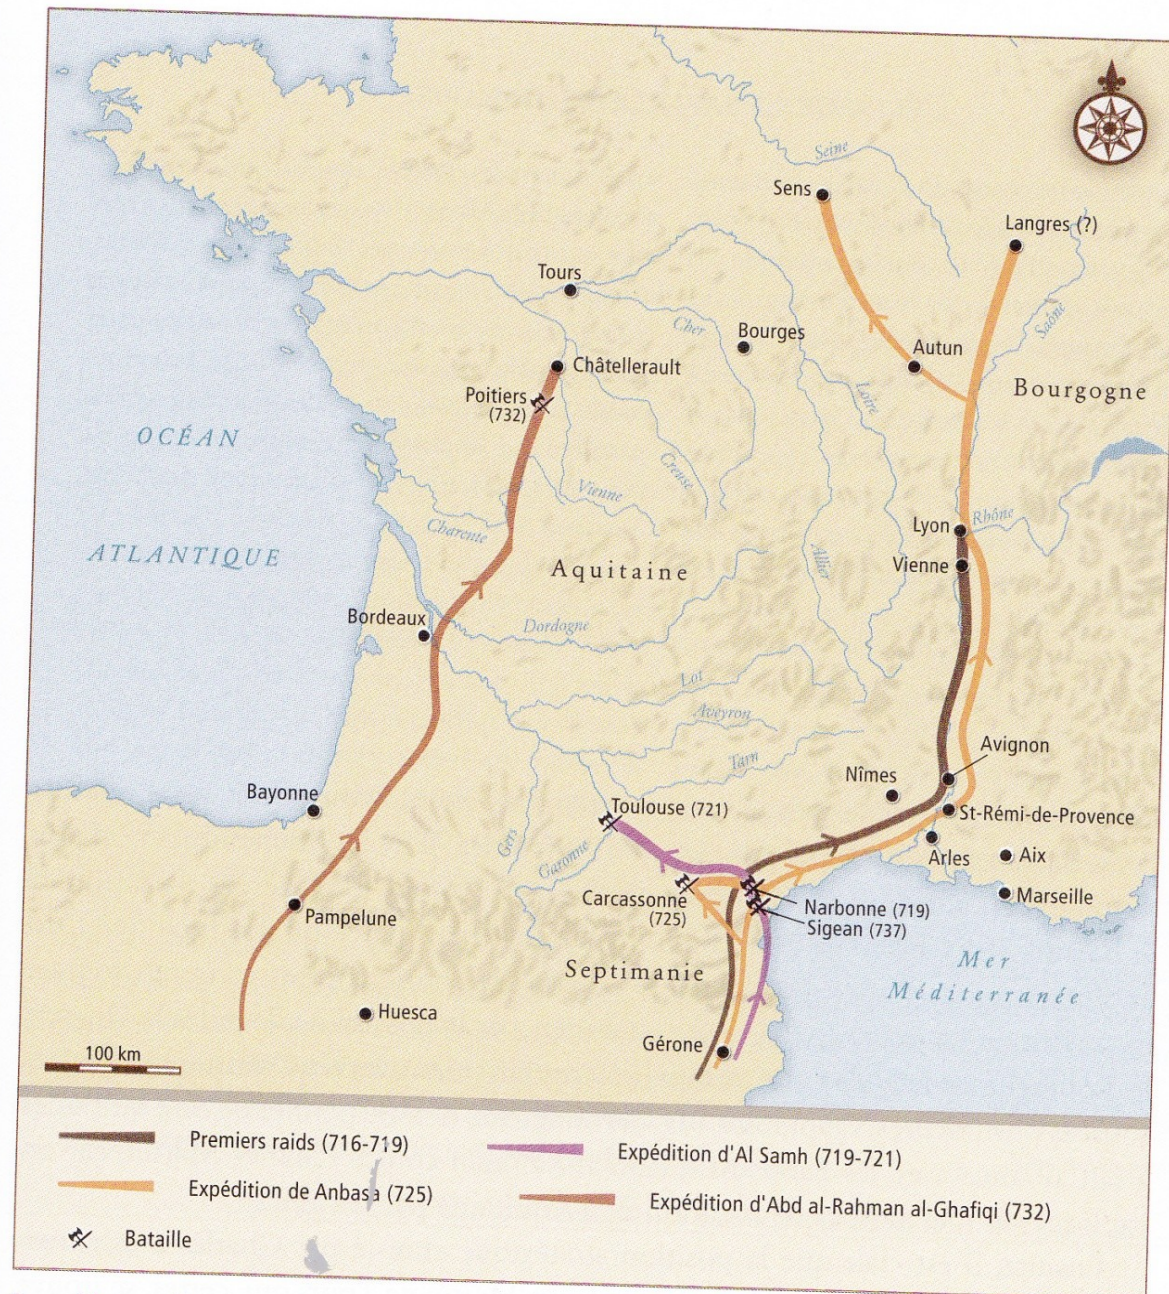 Seine
Sens
Langres (?)
Tours
Saône
Cher
Bourges
Autun
Châtellerault
Loire
Bourgogne
Poitiers
(732)
OCÉAN
Creuse
Vienne
Charente
Lyon
Rhône
ATLANTIQUE
Allier
Vienne
Aquitaine
Bordeaux
Dordogne
Lot
Aveyron
Avignon
Tarn
Nîmes
Bayonne
Toulouse (721)
St-Rémi-de-Provence
Gers
Garonne
Arles
Aix
Carcassonne
(725)
Marseille
Narbonne (719)
Pampelune
Sigean (737)
Mer
Septimanie
Méditerranée
Huesca
Gérone
100 km
Premiers raids (716-719)
Expédition d'Al Samh (719-721)
Expédition de Anbasa (725)
Expédition d'Abd al-Rahman al-Ghafiqi (732)
Bataille